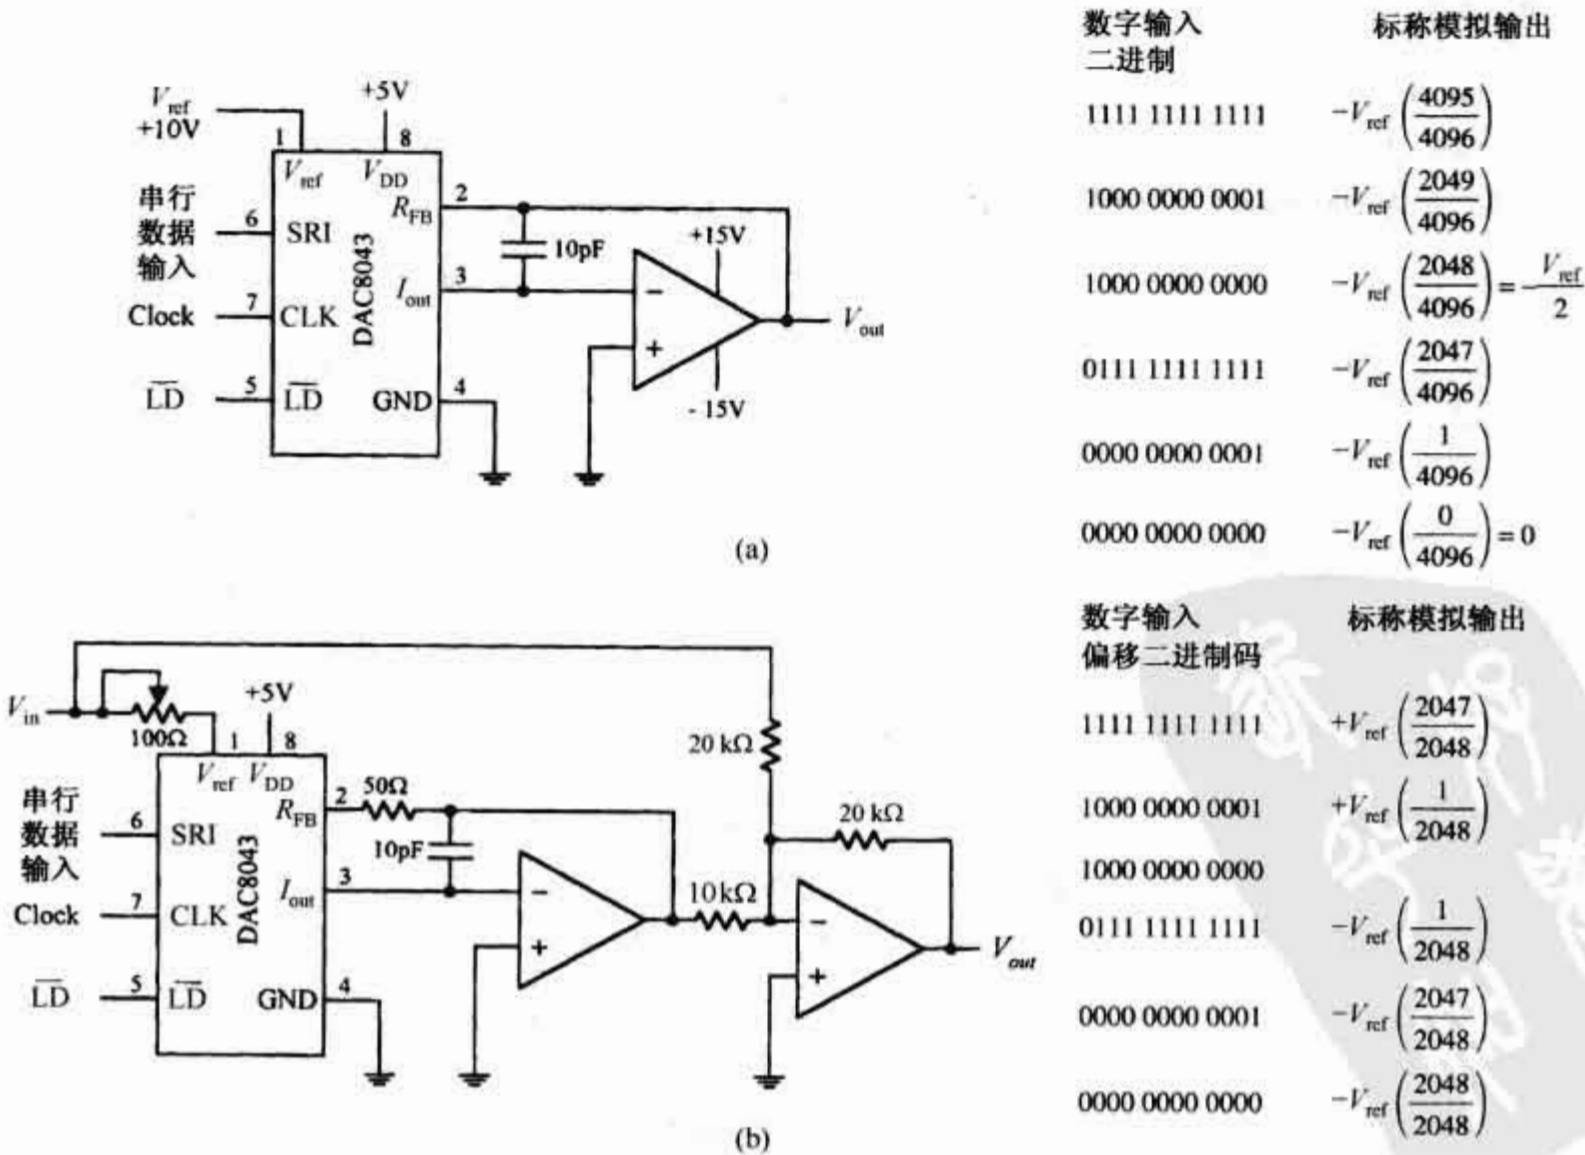 V_ref
+10V
+5V
1
8
V_ref
V_DD
串行
数据
输入
6
SRI
R_FB
2
10pF
+15V
DAC8043
I_out
3
−
Clock
7
CLK
+
V_out
\overline{LD}
5
\overline{LD}
GND
4
- 15V
(a)
数字输入 标称模拟输出
二进制
1111 1111 1111 −V_ref (4095/4096)
1000 0000 0001 −V_ref (2049/4096)
1000 0000 0000 −V_ref (2048/4096) = −V_ref/2
0111 1111 1111 −V_ref (2047/4096)
0000 0000 0001 −V_ref (1/4096)
0000 0000 0000 −V_ref (0/4096) = 0
V_in
100Ω
+5V
1
8
V_ref
V_DD
20 kΩ
串行
数据
输入
6
SRI
R_FB
2
50Ω
10pF
20 kΩ
DAC8043
I_out
3
−
10 kΩ
−
Clock
7
CLK
+
+
V_out
\overline{LD}
5
\overline{LD}
GND
4
(b)
数字输入 标称模拟输出
偏移二进制码
1111 1111 1111 +V_ref (2047/2048)
1000 0000 0001 +V_ref (1/2048)
1000 0000 0000
0111 1111 1111 −V_ref (1/2048)
0000 0000 0001 −V_ref (2047/2048)
0000 0000 0000 −V_ref (2048/2048)